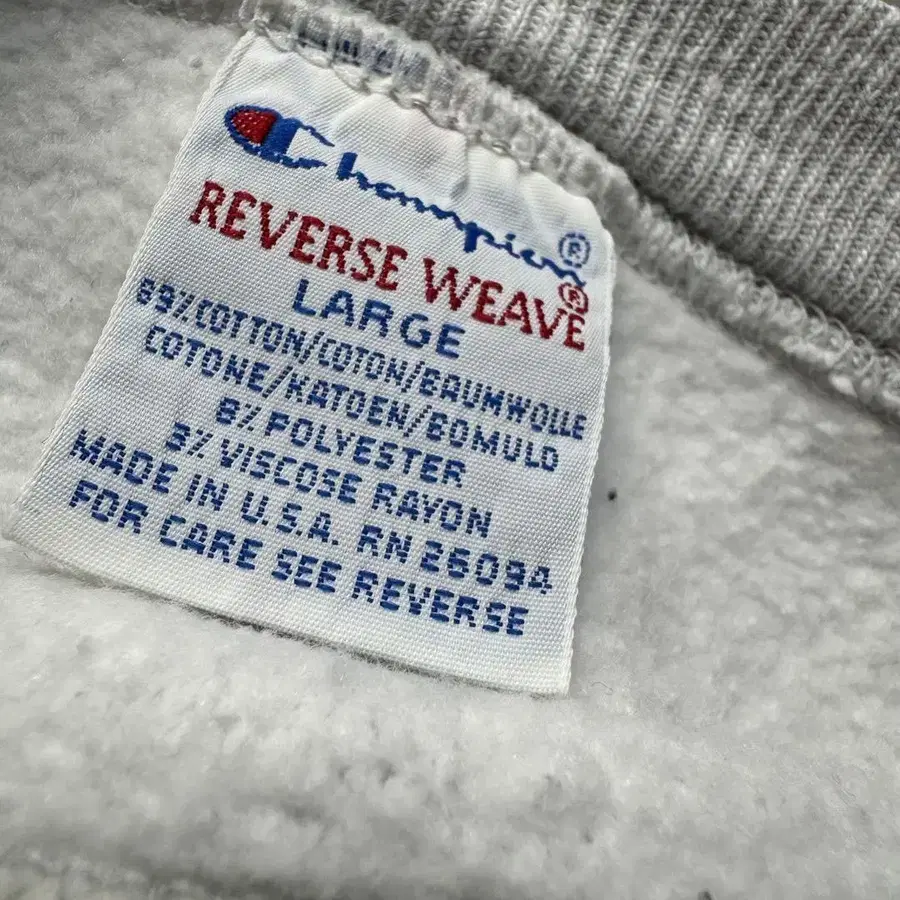 Champion®
REVERSE WEAVE®
LARGE
89%COTTON/COTON/BAUMWOLLE
COTONE/KATOEN/BOMULD
8% POLYESTER
3% VISCOSE RAYON
MADE IN U.S.A. RN 26094
FOR CARE SEE REVERSE